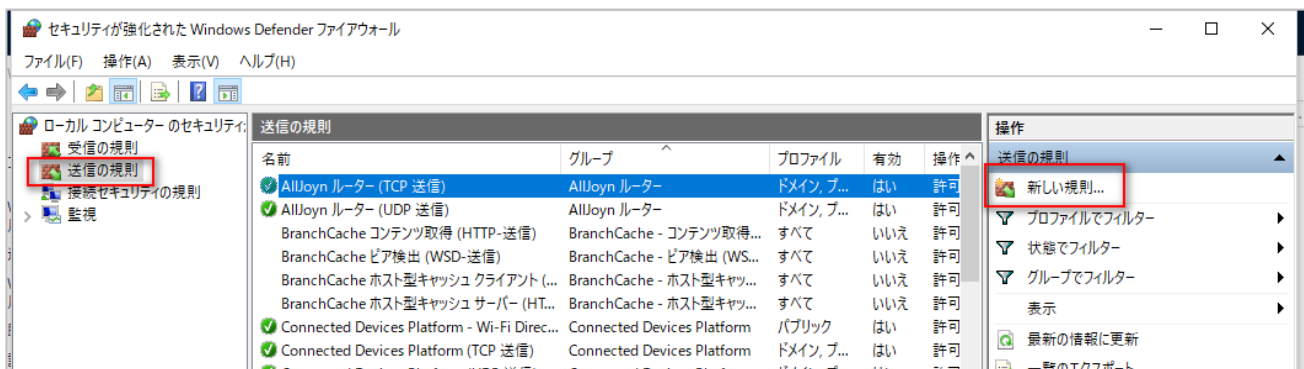 セキュリティが強化された Windows Defender ファイアウォール
ファイル(F) 操作(A) 表示(V) ヘルプ(H)
ローカル コンピューター のセキュリティ
受信の規則
送信の規則
接続セキュリティの規則
監視
送信の規則
名前 グループ プロファイル 有効 操作
AllJoyn ルーター (TCP 送信) AllJoyn ルーター ドメイン, プ... はい 許可
AllJoyn ルーター (UDP 送信) AllJoyn ルーター ドメイン, プ... はい 許可
BranchCache コンテンツ取得 (HTTP-送信) BranchCache - コンテンツ取得... すべて いいえ 許可
BranchCache ピア検出 (WSD-送信) BranchCache - ピア検出 (WS... すべて いいえ 許可
BranchCache ホスト型キャッシュ クライアント (... BranchCache - ホスト型キャッ... すべて いいえ 許可
BranchCache ホスト型キャッシュ サーバー (HT... BranchCache - ホスト型キャッ... すべて いいえ 許可
Connected Devices Platform - Wi-Fi Direc... Connected Devices Platform パブリック はい 許可
Connected Devices Platform (TCP 送信) Connected Devices Platform ドメイン, プ... はい 許可
操作
送信の規則
新しい規則...
プロファイルでフィルター
状態でフィルター
グループでフィルター
表示
最新の情報に更新